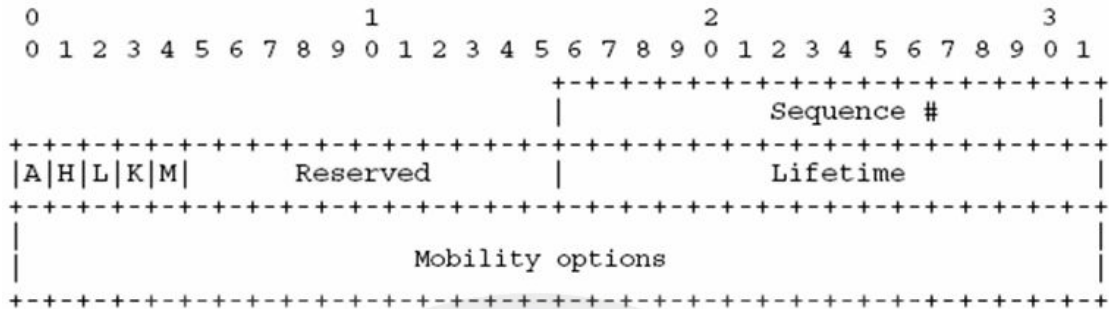 0 1 2 3
0 1 2 3 4 5 6 7 8 9 0 1 2 3 4 5 6 7 8 9 0 1 2 3 4 5 6 7 8 9 0 1
+-+-+-+-+-+-+-+-+-+-+-+-+-+-+-+-+
| Sequence # |
+-+-+-+-+-+-+-+-+-+-+-+-+-+-+-+-+-+-+-+-+-+-+-+-+-+-+-+-+-+-+-+-+
|A|H|L|K|M| Reserved | Lifetime |
+-+-+-+-+-+-+-+-+-+-+-+-+-+-+-+-+-+-+-+-+-+-+-+-+-+-+-+-+-+-+-+-+
| |
| Mobility options |
+-+-+-+-+-+-+-+-+-+-+-+-+-+-+-+-+-+-+-+-+-+-+-+-+-+-+-+-+-+-+-+-+